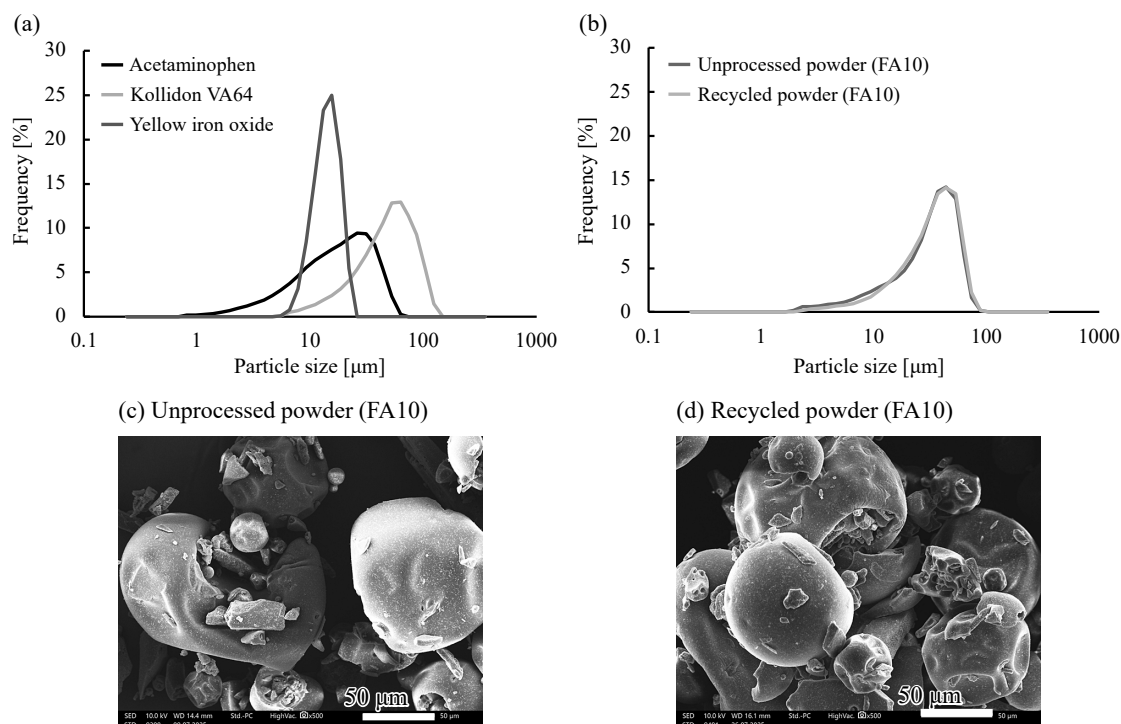 (a)
30
25
20
15
10
5
0
Frequency [%]
Acetaminophen
Kollidon VA64
Yellow iron oxide
0.1 1 10 100 1000
Particle size [μm]
(b)
30
25
20
15
10
5
0
Frequency [%]
Unprocessed powder (FA10)
Recycled powder (FA10)
0.1 1 10 100 1000
Particle size [μm]
(c) Unprocessed powder (FA10)
50 μm
SED 10.0 kV WD 14.4 mm Std.-PC HighVac. x500 50 μm
(d) Recycled powder (FA10)
50 μm
SED 10.0 kV WD 16.1 mm Std.-PC HighVac. x500 50 μm